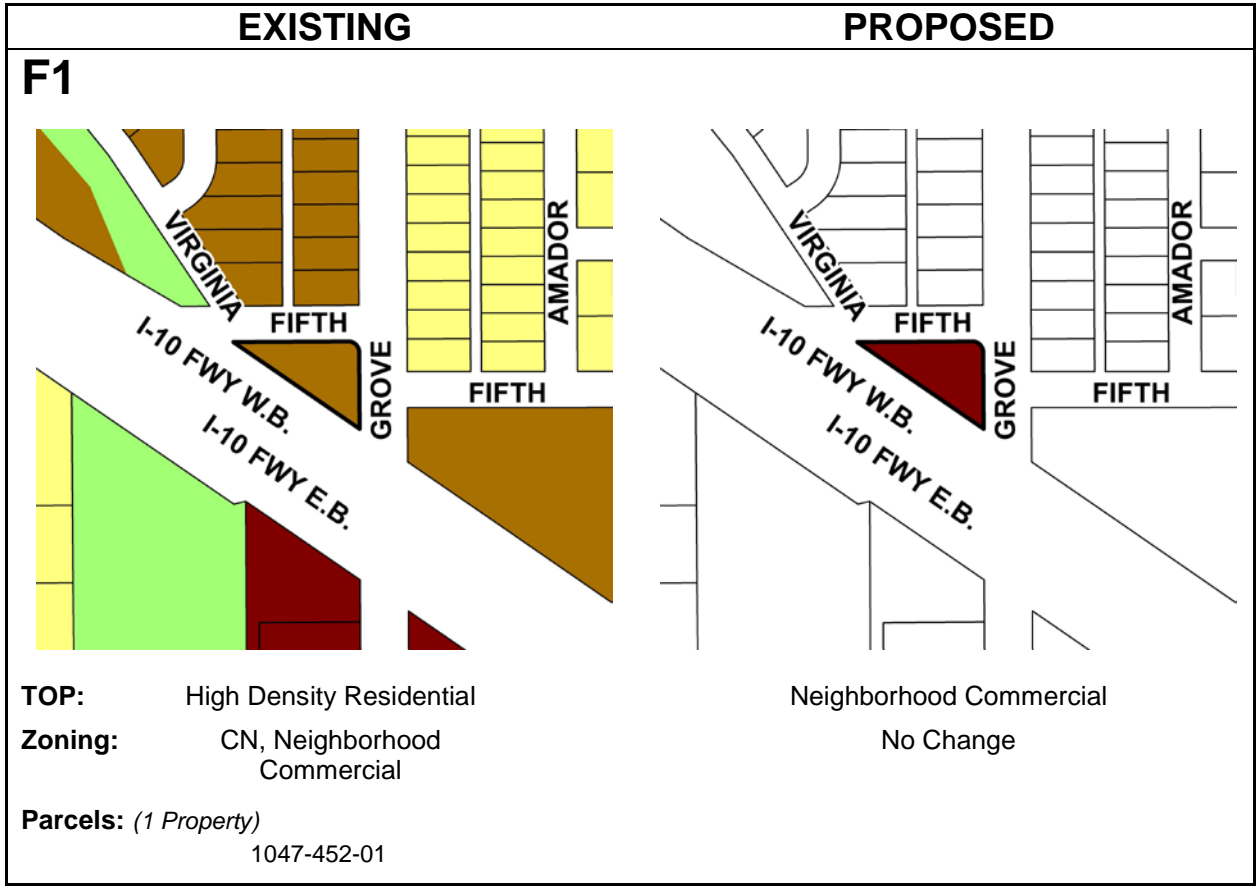 EXISTING PROPOSED
F1
VIRGINIA
FIFTH
I-10 FWY W.B.
I-10 FWY E.B.
GROVE
FIFTH
AMADOR
VIRGINIA
FIFTH
I-10 FWY W.B.
I-10 FWY E.B.
GROVE
FIFTH
AMADOR
TOP: High Density Residential Neighborhood Commercial
Zoning: CN, Neighborhood No Change
Commercial
Parcels: (1 Property)
1047-452-01